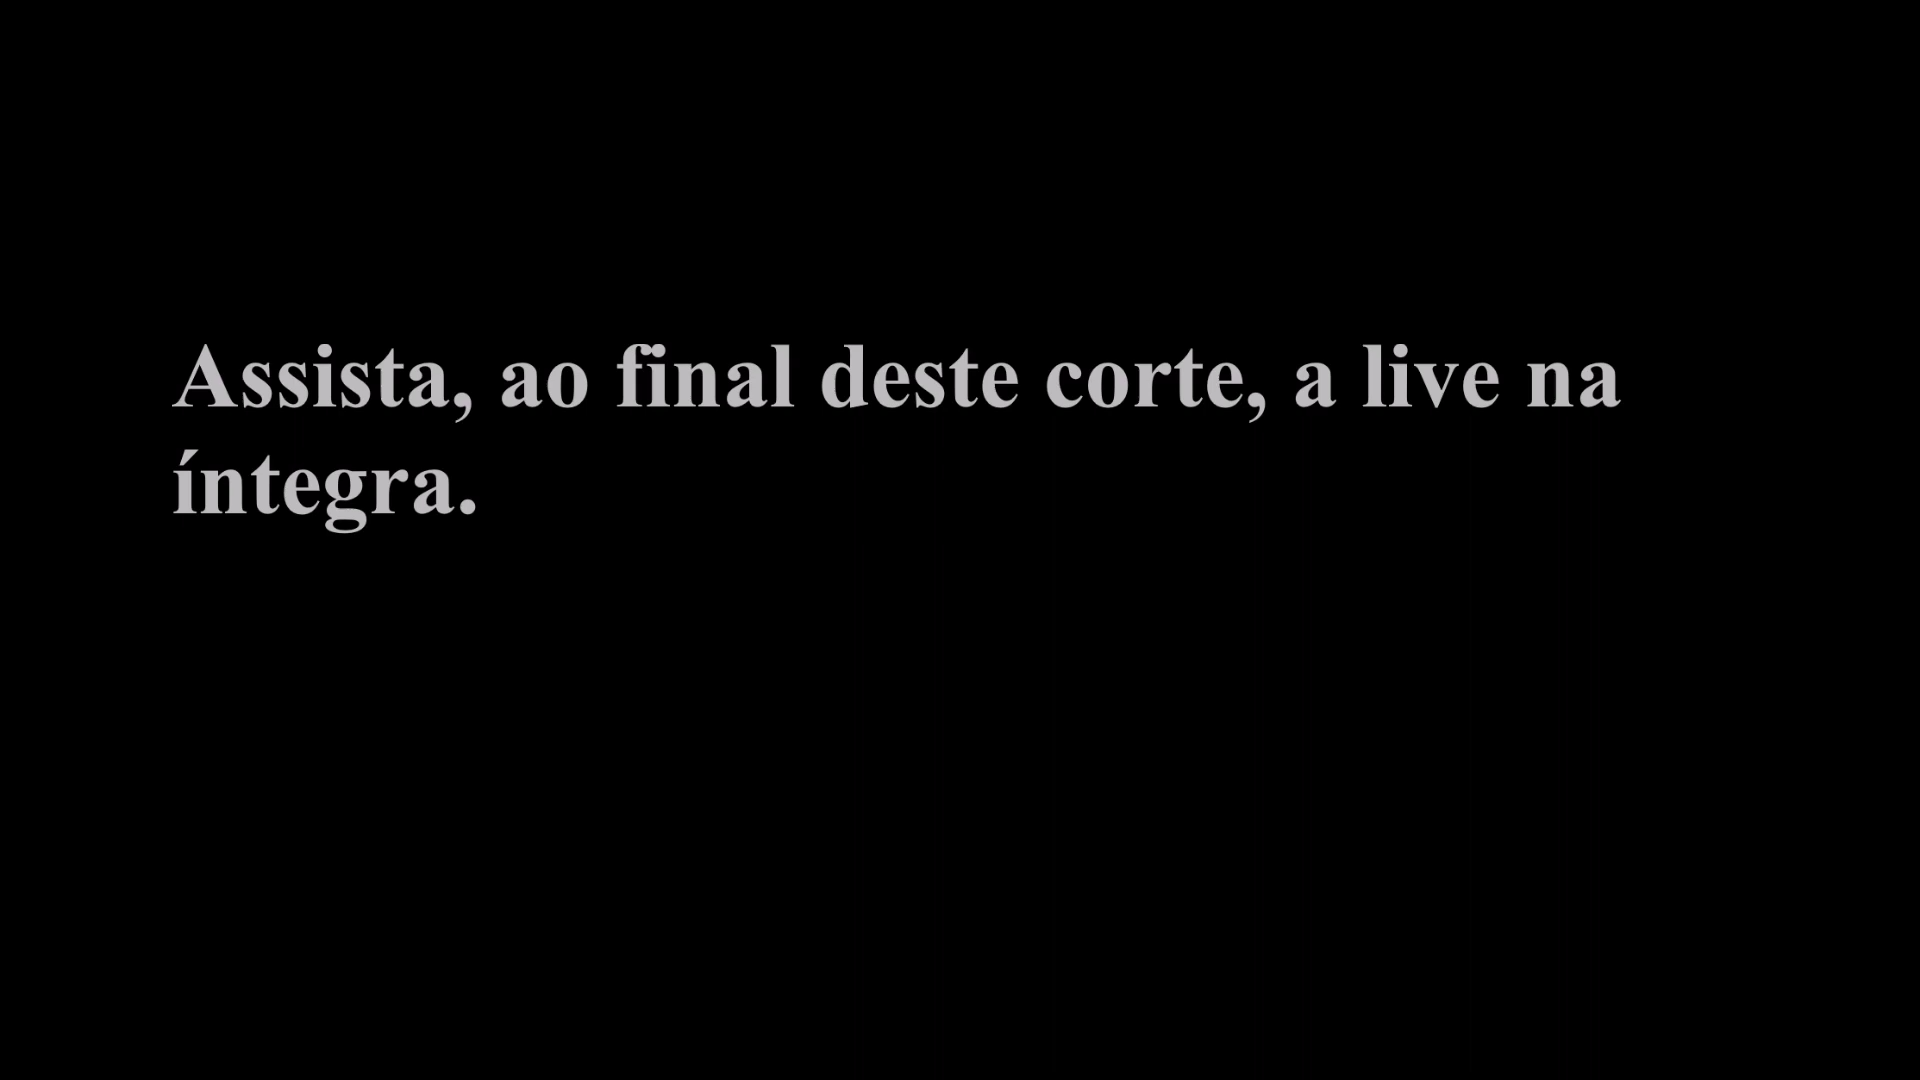 Assista, ao final deste corte, a live na
íntegra.